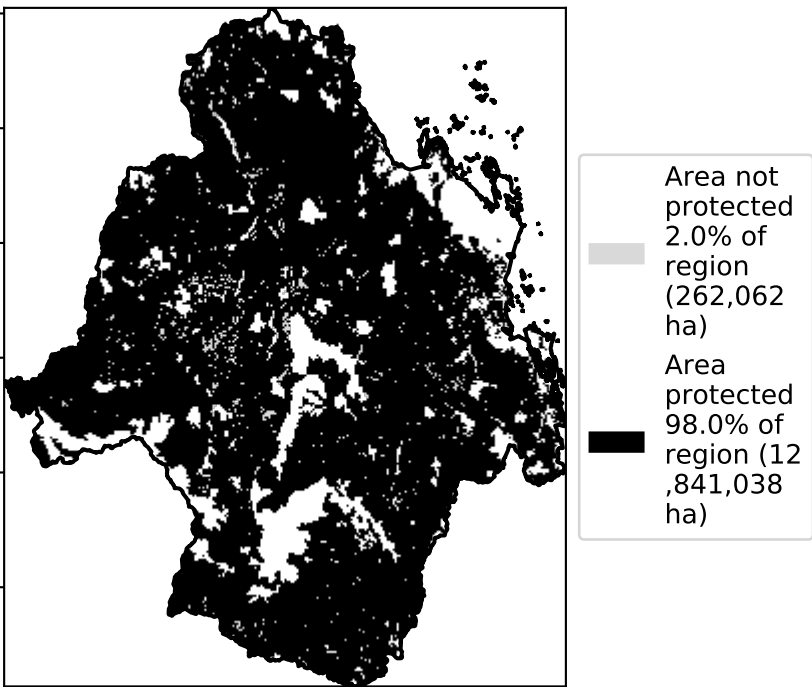 Area not
protected
2.0% of
region
(262,062
ha)
Area
protected
98.0% of
region (12
,841,038
ha)